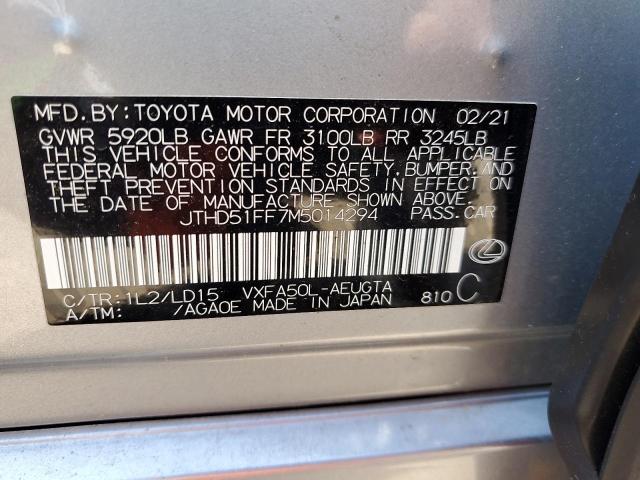 MFD. BY: TOYOTA MOTOR CORPORATION 02/21
GVWR 5920LB GAWR FR 3100LB RR 3245LB
THIS VEHICLE CONFORMS TO ALL APPLICABLE
FEDERAL MOTOR VEHICLE SAFETY, BUMPER, AND
THEFT PREVENTION STANDARDS IN EFFECT ON
THE DATE OF MANUFACTURE SHOWN ABOVE.
JTHD51FF7M5014294 PASS. CAR
C/TR: 1L2/LD15 VXFA50L-AEUGTA
A/TM: /AGA0E MADE IN JAPAN 810 C